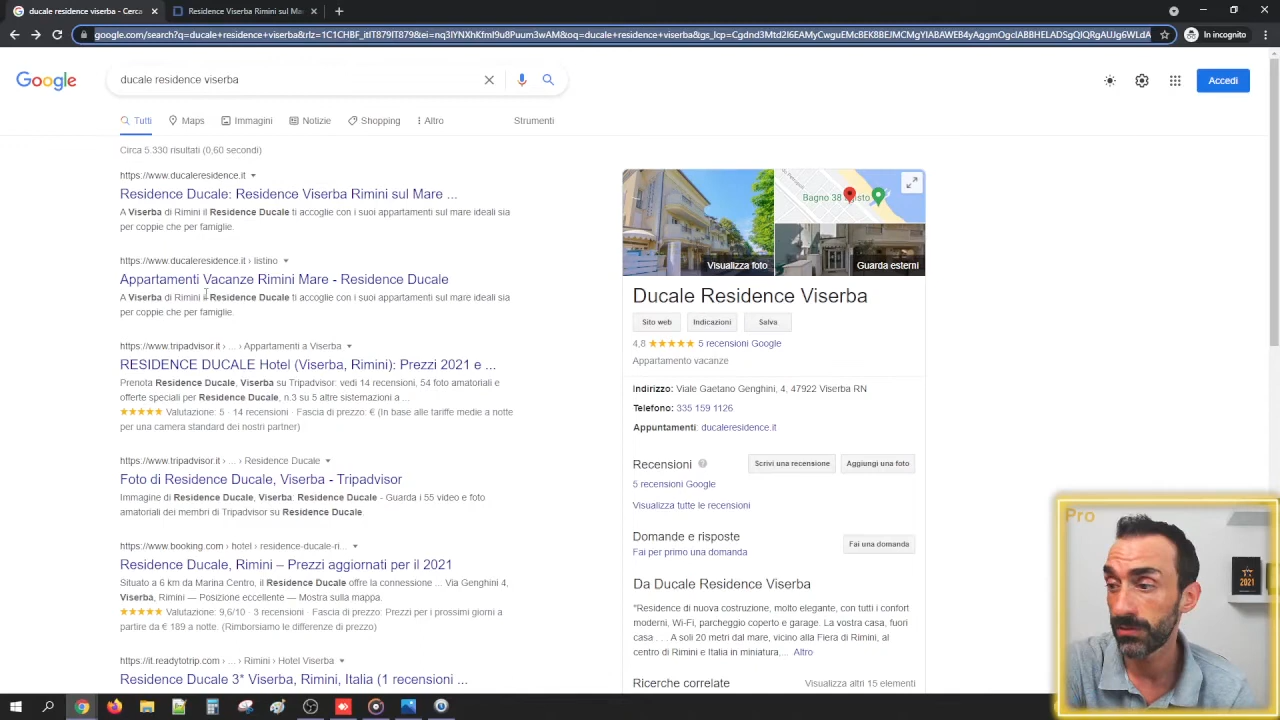 ducale residence viserba - Cerca
Residence Viserba Rimini sul Mar
google.com/search?q=ducale+residence+viserba&rlz=1C1CHBF_itIT879IT879&ei=
In incognito
Google
ducale residence viserba
Accedi
Tutti
Maps
Immagini
Notizie
Shopping
Altro
Strumenti
Circa 5.330 risultati (0,60 secondi)
https://www.ducaleresidence.it
Residence Ducale: Residence Viserba Rimini sul Mare ...
A Viserba di Rimini il Residence Ducale ti accoglie con i suoi appartamenti sul mare ideali sia
per coppie che per famiglie.
https://www.ducaleresidence.it › listino
Appartamenti Vacanze Rimini Mare - Residence Ducale
A Viserba di Rimini il Residence Ducale ti accoglie con i suoi appartamenti sul mare ideali sia
per coppie che per famiglie.
https://www.tripadvisor.it › ... › Appartamenti a Viserba
RESIDENCE DUCALE Hotel (Viserba, Rimini): Prezzi 2021 e ...
Prenota Residence Ducale, Viserba su Tripadvisor: vedi 14 recensioni, 54 foto amatoriali e
offerte speciali per Residence Ducale, n.3 su 5 altre sistemazioni a ...
Valutazione: 5 · 14 recensioni · Fascia di prezzo: € (In base alle tariffe medie a notte
per una camera standard dei nostri partner)
https://www.tripadvisor.it › ... › Residence Ducale
Foto di Residence Ducale, Viserba - Tripadvisor
Immagine di Residence Ducale, Viserba: Residence Ducale - Guarda i 55 video e foto
amatoriali dei membri di Tripadvisor su Residence Ducale.
https://www.booking.com › hotel › residence-ducale-ri...
Residence Ducale, Rimini – Prezzi aggiornati per il 2021
Situato a 6 km da Marina Centro, il Residence Ducale offre la connessione ... Via Genghini 4,
Viserba, Rimini — Posizione eccellente — Mostra sulla mappa.
Valutazione: 9,6/10 · 3 recensioni · Fascia di prezzo: Prezzi per i prossimi giorni a
partire da € 189 a notte. (Rimborsiamo le differenze di prezzo)
https://it.readytotrip.com › ... › Rimini › Hotel Viserba
Residence Ducale 3* Viserba, Rimini, Italia (1 recensioni ...
Bagno 38
Visualizza foto
Guarda esterni
Ducale Residence Viserba
Sito web
Indicazioni
Salva
4,8
5 recensioni Google
Appartamento vacanze
Indirizzo: Viale Gaetano Genghini, 4, 47922 Viserba RN
Telefono: 335 159 1126
Appuntamenti: ducaleresidence.it
Recensioni
Scrivi una recensione
Aggiungi una foto
5 recensioni Google
Visualizza tutte le recensioni
Domande e risposte
Fai una domanda
Fai per primo una domanda
Da Ducale Residence Viserba
"Residence di nuova costruzione, molto elegante, con tutti i confort
moderni, Wi-Fi, parcheggio coperto e garage. La vostra casa, fuori
casa . . . A soli 20 metri dal mare, vicino alla Fiera di Rimini, al
centro di Rimini e Italia in miniatura,... Altro
Ricerche correlate
Visualizza altri 15 elementi
Pro
2021